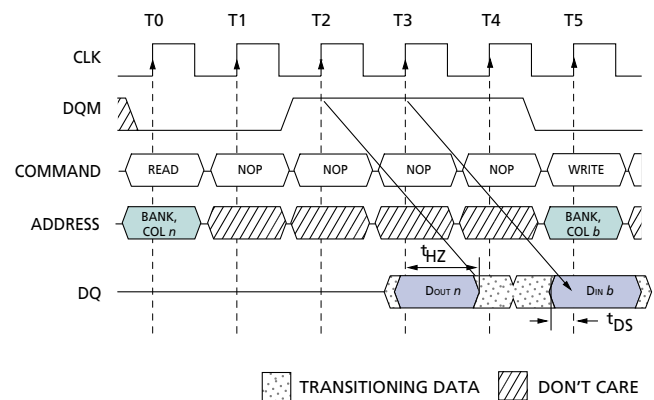 T0 T1 T2 T3 T4 T5
CLK
DQM
COMMAND READ NOP NOP NOP NOP WRITE
ADDRESS BANK, COL n BANK, COL b
tHZ
DQ DOUT n DIN b
tDS
TRANSITIONING DATA DON'T CARE